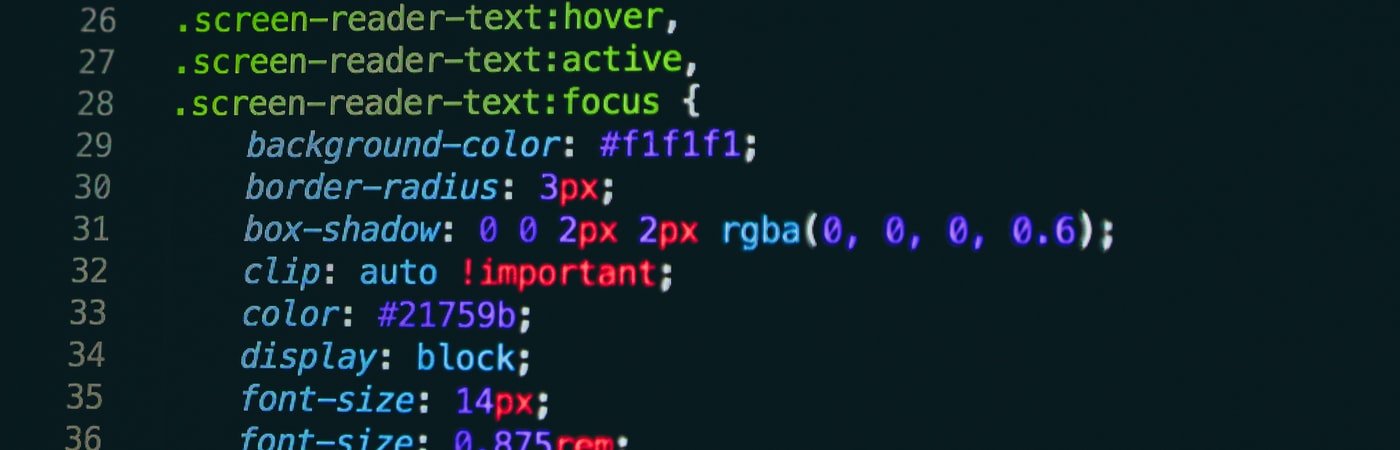 26 .screen-reader-text:hover,
27 .screen-reader-text:active,
28 .screen-reader-text:focus {
29 background-color: #f1f1f1;
30 border-radius: 3px;
31 box-shadow: 0 0 2px 2px rgba(0, 0, 0, 0.6);
32 clip: auto !important;
33 color: #21759b;
34 display: block;
35 font-size: 14px;
36 font-size: 0.875rem;